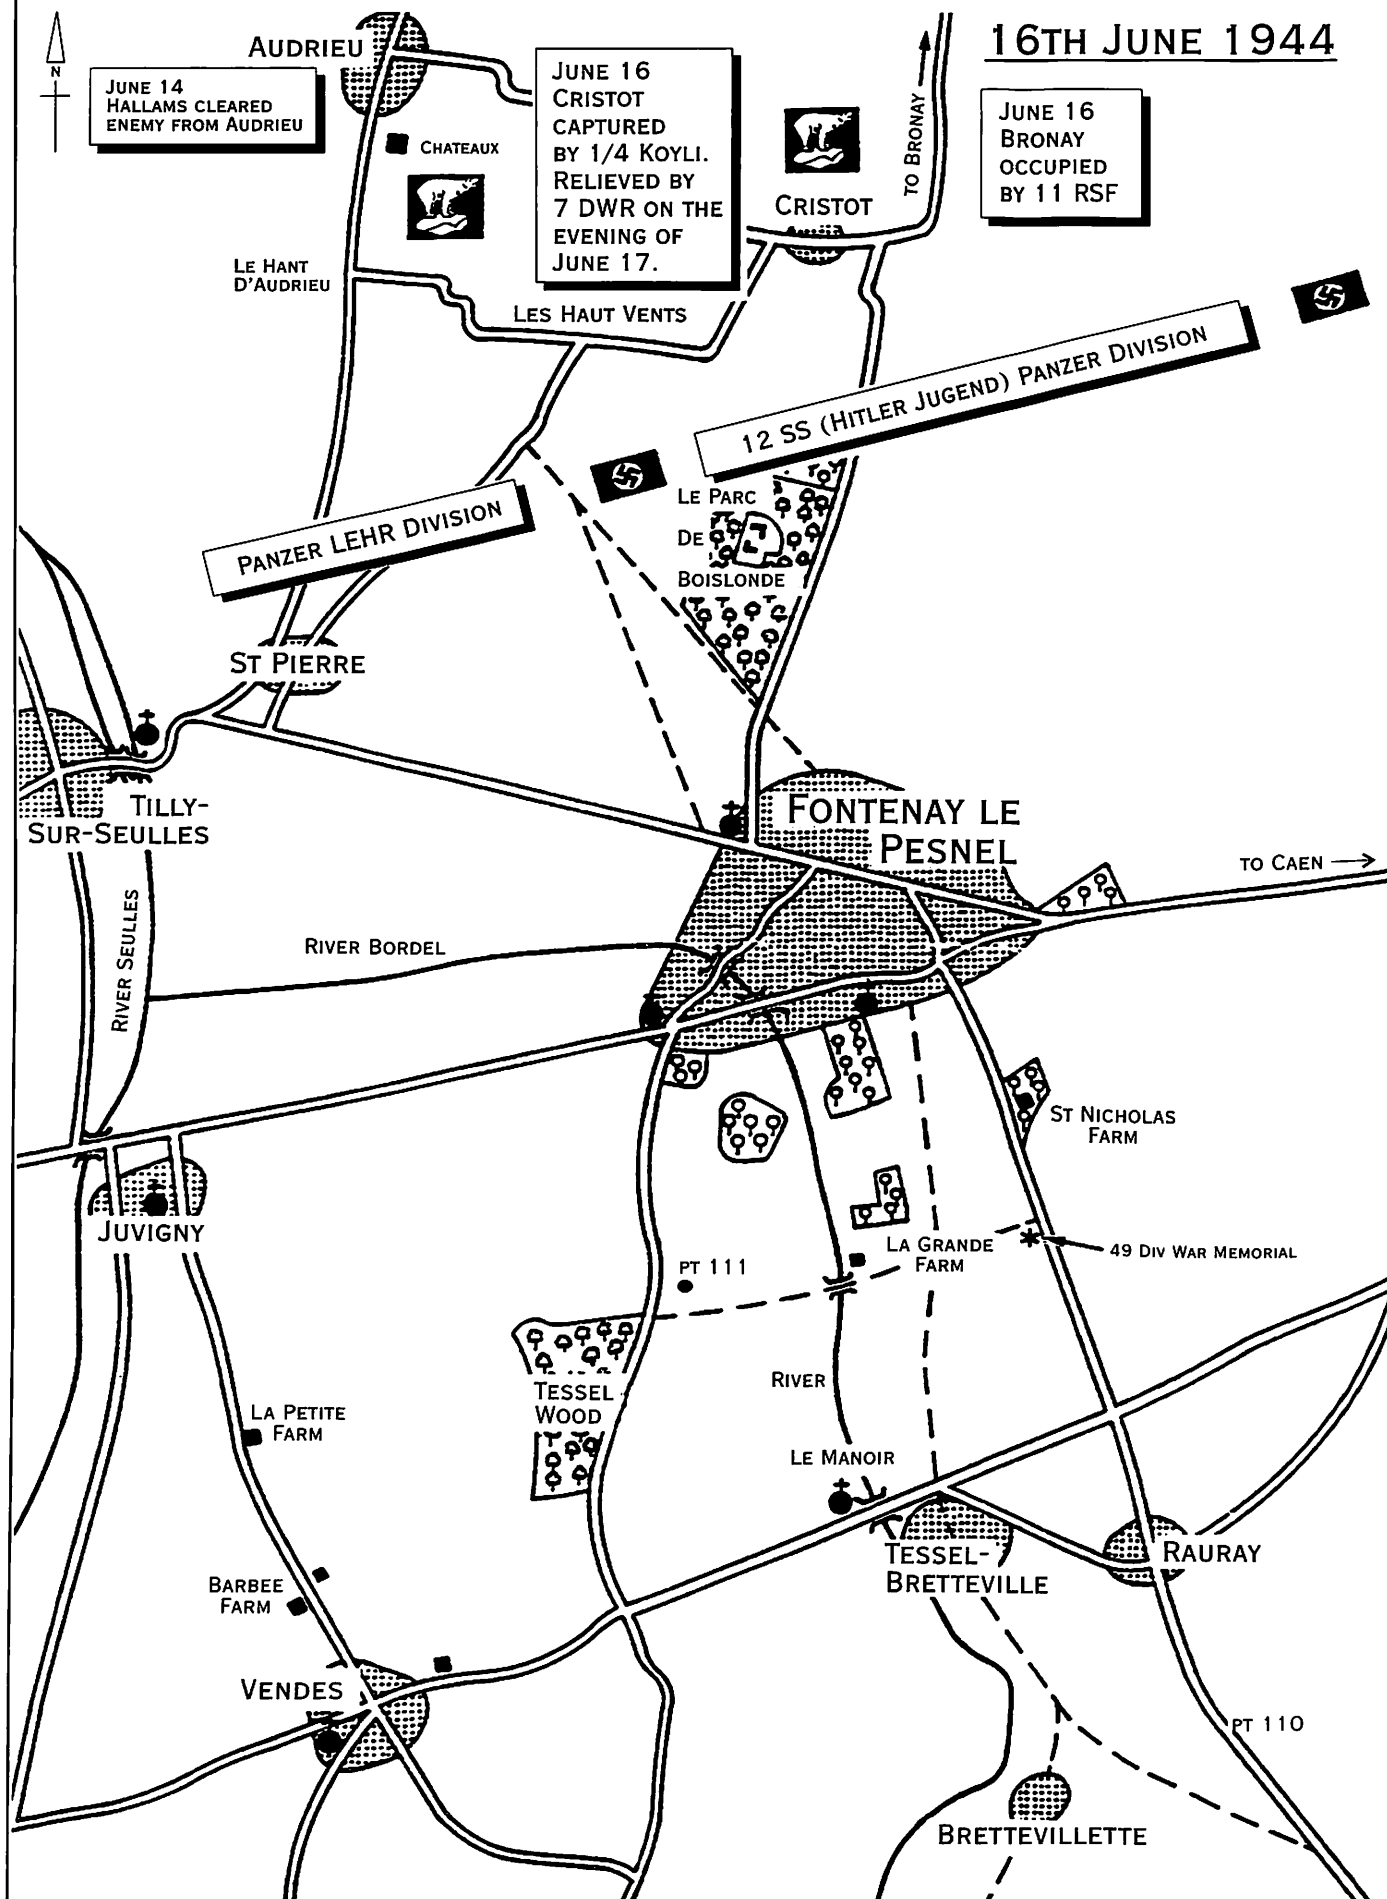 16TH JUNE 1944
N
AUDRIEU
JUNE 14
HALLAMS CLEARED
ENEMY FROM AUDRIEU
CHATEAUX
JUNE 16
CRISTOT
CAPTURED
BY 1/4 KOYLI.
RELIEVED BY
7 DWR ON THE
EVENING OF
JUNE 17.
CRISTOT
TO BRONAY
JUNE 16
BRONAY
OCCUPIED
BY 11 RSF
LE HANT
D'AUDRIEU
LES HAUT VENTS
12 SS (HITLER JUGEND) PANZER DIVISION
PANZER LEHR DIVISION
LE PARC
DE
BOISLONDE
ST PIERRE
TILLY-
SUR-SEULLES
FONTENAY LE
PESNEL
TO CAEN
RIVER SEULLES
RIVER BORDEL
ST NICHOLAS
FARM
JUVIGNY
LA GRANDE
FARM
49 DIV WAR MEMORIAL
PT 111
TESSEL
WOOD
RIVER
LA PETITE
FARM
LE MANOIR
TESSEL-
BRETTEVILLE
RAURAY
BARBEE
FARM
VENDES
PT 110
BRETTEVILLETTE